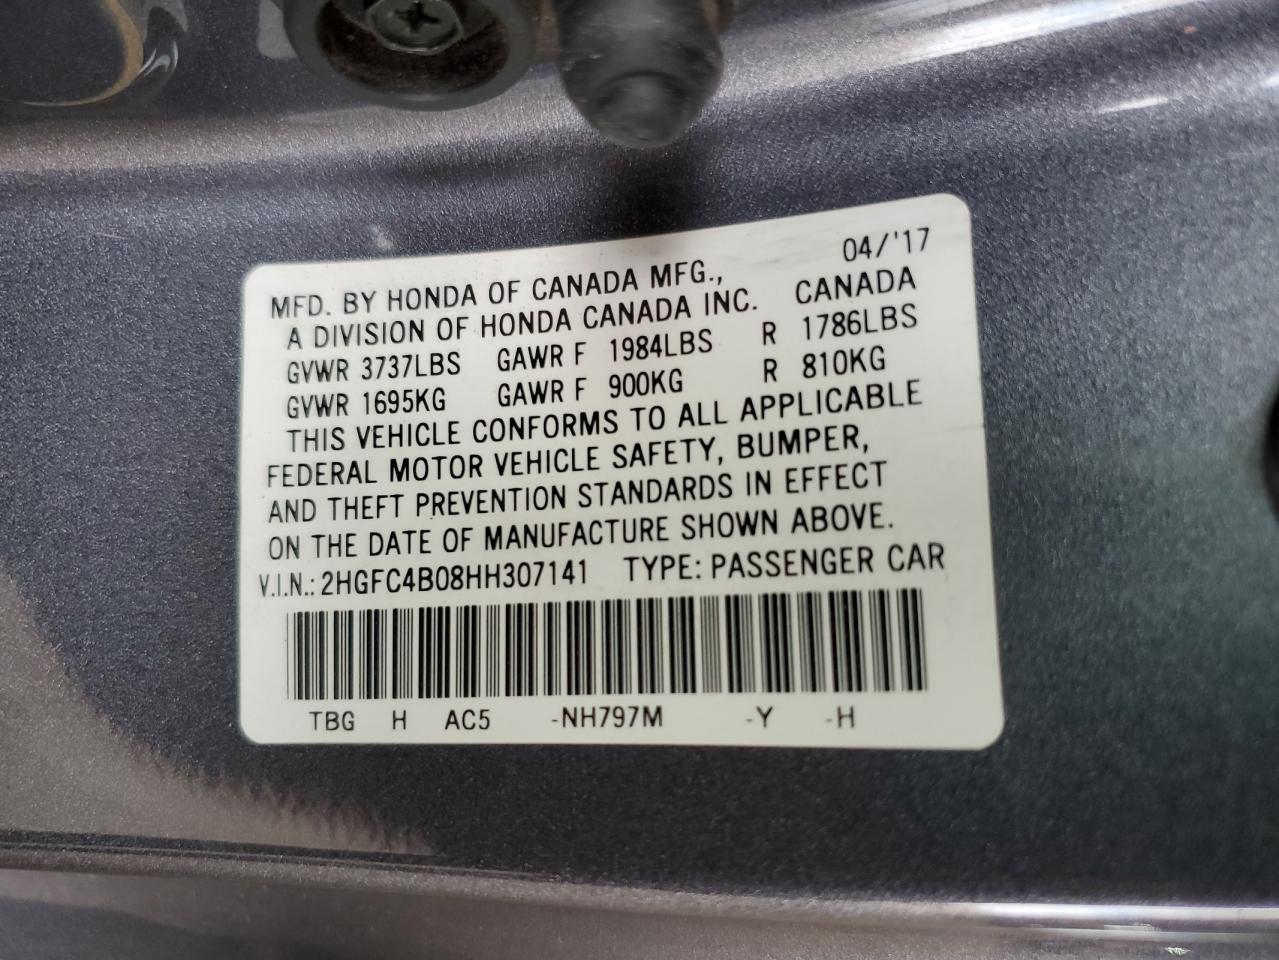 04/'17
MFD. BY HONDA OF CANADA MFG.,
A DIVISION OF HONDA CANADA INC. CANADA
GVWR 3737LBS GAWR F 1984LBS R 1786LBS
GVWR 1695KG GAWR F 900KG R 810KG
THIS VEHICLE CONFORMS TO ALL APPLICABLE
FEDERAL MOTOR VEHICLE SAFETY, BUMPER,
AND THEFT PREVENTION STANDARDS IN EFFECT
ON THE DATE OF MANUFACTURE SHOWN ABOVE.
V.I.N.: 2HGFC4B08HH307141 TYPE: PASSENGER CAR
TBG H AC5 -NH797M -Y -H